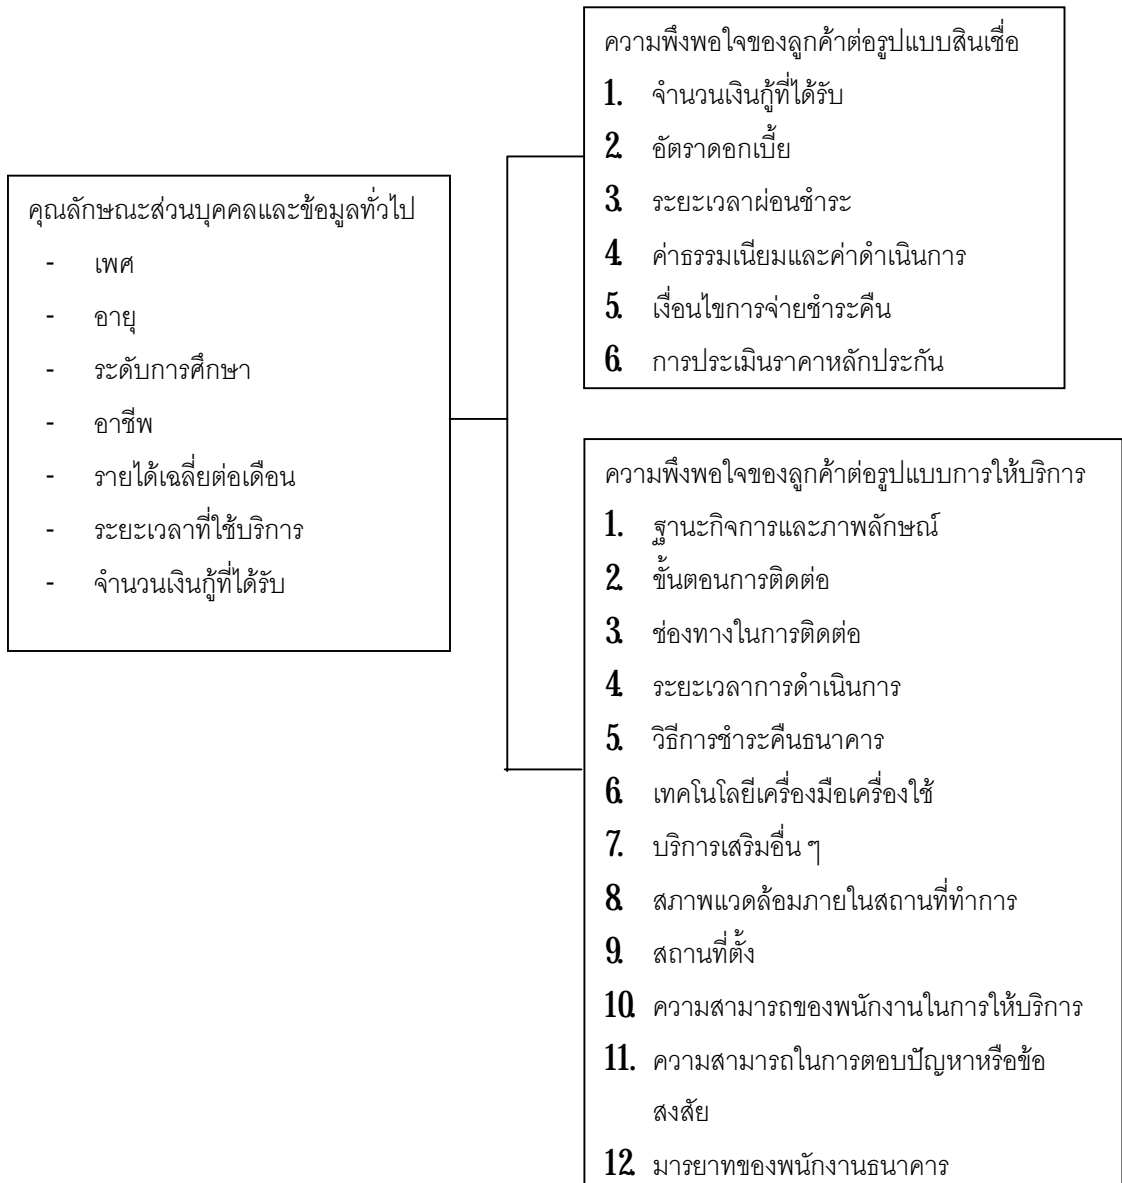 คุณลักษณะส่วนบุคคลและข้อมูลทั่วไป
- เพศ
- อายุ
- ระดับการศึกษา
- อาชีพ
- รายได้เฉลี่ยต่อเดือน
- ระยะเวลาที่ใช้บริการ
- จำนวนเงินกู้ที่ได้รับ
ความพึงพอใจของลูกค้าต่อรูปแบบสินเชื่อ
1. จำนวนเงินกู้ที่ได้รับ
2. อัตราดอกเบี้ย
3. ระยะเวลาผ่อนชำระ
4. ค่าธรรมเนียมและค่าดำเนินการ
5. เงื่อนไขการจ่ายชำระคืน
6. การประเมินราคาหลักประกัน
ความพึงพอใจของลูกค้าต่อรูปแบบการให้บริการ
1. ฐานะกิจการและภาพลักษณ์
2. ขั้นตอนการติดต่อ
3. ช่องทางในการติดต่อ
4. ระยะเวลาการดำเนินการ
5. วิธีการชำระคืนธนาคาร
6. เทคโนโลยีเครื่องมือเครื่องใช้
7. บริการเสริมอื่น ๆ
8. สภาพแวดล้อมภายในสถานที่ทำการ
9. สถานที่ตั้ง
10. ความสามารถของพนักงานในการให้บริการ
11. ความสามารถในการตอบปัญหาหรือข้อ
สงสัย
12. มารยาทของพนักงานธนาคาร